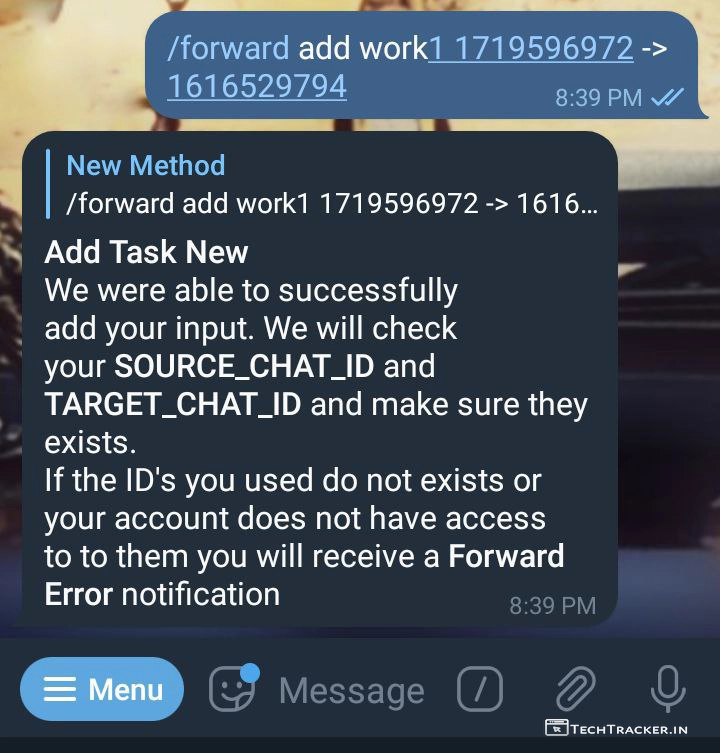 /forward add work1 1719596972 ->
1616529794
8:39 PM
New Method
/forward add work1 1719596972 -> 1616...
Add Task New
We were able to successfully
add your input. We will check
your SOURCE_CHAT_ID and
TARGET_CHAT_ID and make sure they
exists.
If the ID's you used do not exists or
your account does not have access
to to them you will receive a Forward
Error notification
8:39 PM
Menu
Message
/
TECHTRACKER.IN